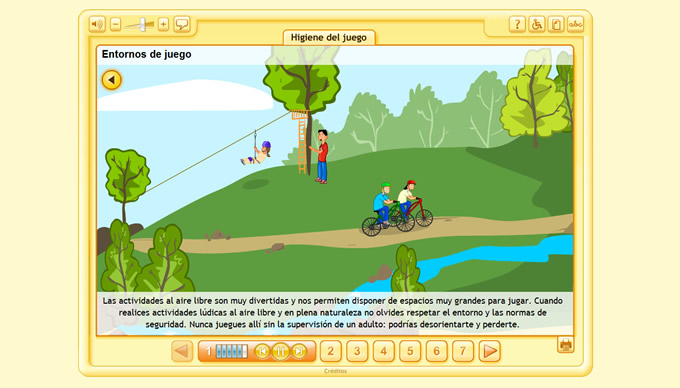 ?
abc
Higiene del juego
Entornos de juego
Las actividades al aire libre son muy divertidas y nos permiten disponer de espacios muy grandes para jugar. Cuando
realices actividades lúdicas al aire libre y en plena naturaleza no olvides respetar el entorno y las normas de
seguridad. Nunca juegues allí sin la supervisión de un adulto: podrías desorientarte y perderte.
1 2 3 4 5 6 7
Créditos